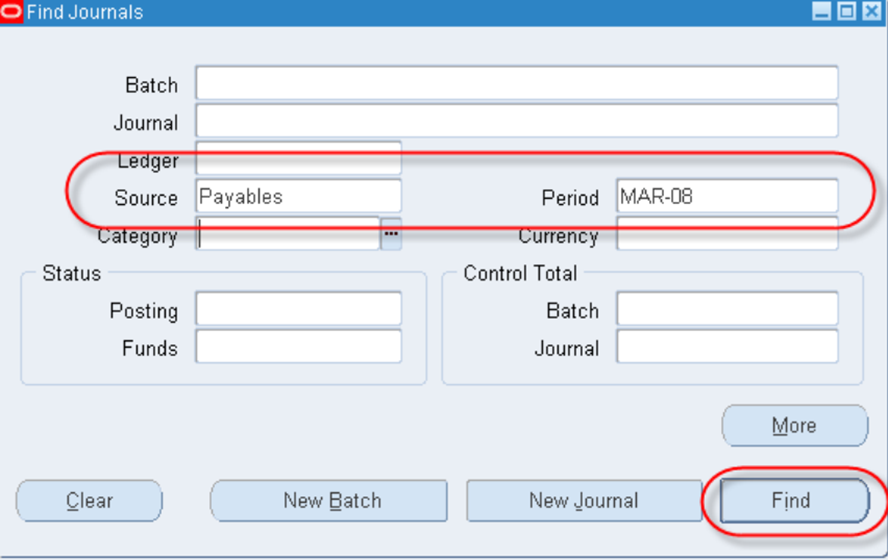 Find Journals
Batch
Journal
Ledger
Source Payables Period MAR-08
Category ... Currency
Status Control Total
Posting Batch
Funds Journal
More
Clear New Batch New Journal Find